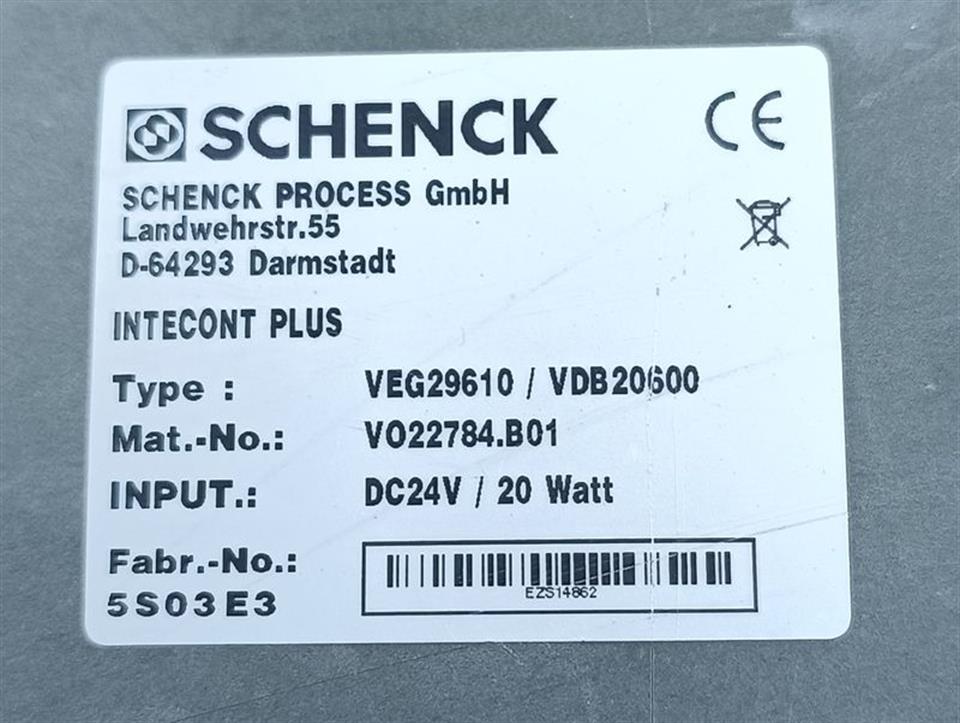 SCHENCK
CE
SCHENCK PROCESS GmbH
Landwehrstr.55
D-64293 Darmstadt
INTECONT PLUS
Type : VEG29610 / VDB20600
Mat.-No.: V022784.B01
INPUT.: DC24V / 20 Watt
Fabr.-No.:
5S03E3
EZS14862